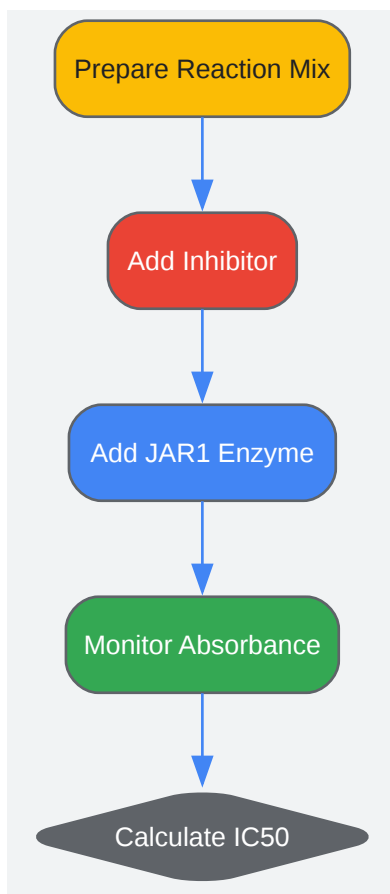 Prepare Reaction Mix
Add Inhibitor
Add JAR1 Enzyme
Monitor Absorbance
Calculate IC50